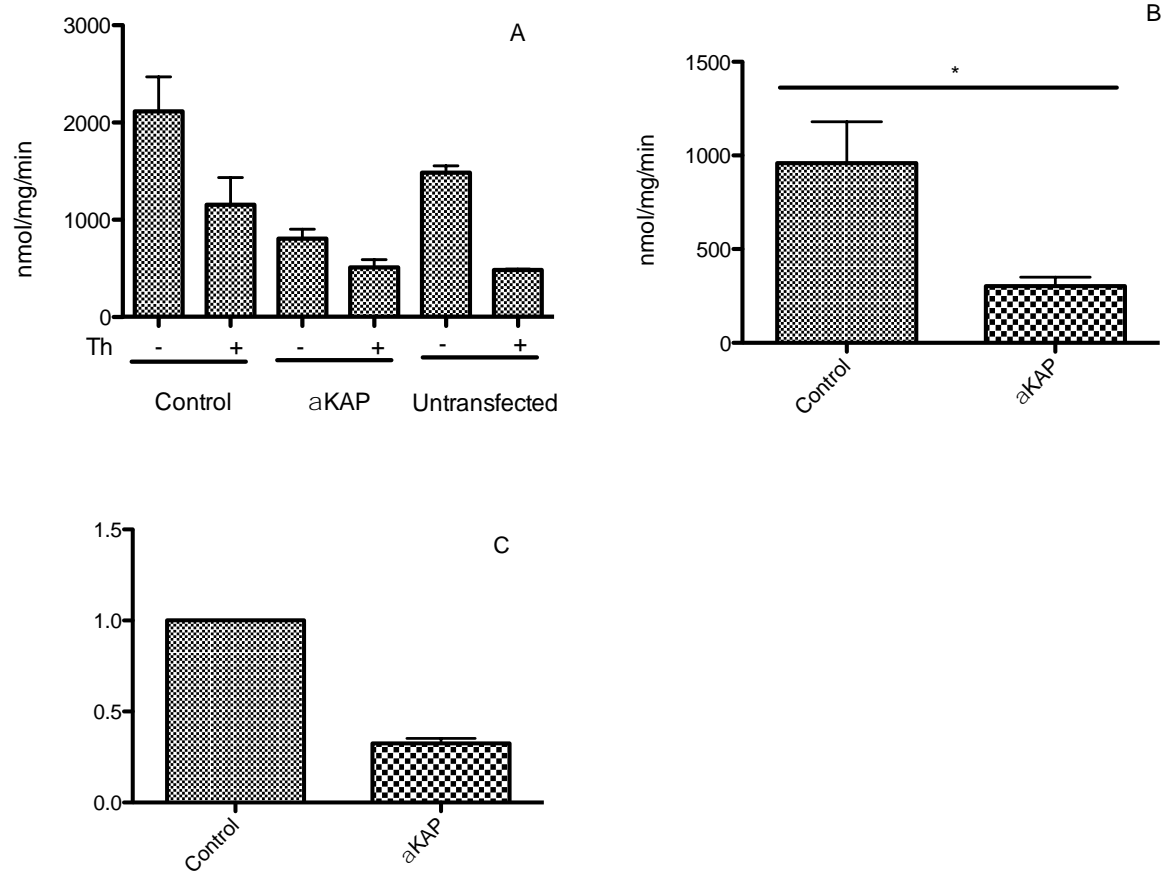 A
3000
2000
1000
0
nmol/mg/min
Th - + - + - +
Control aKAP Untransfected
B
*
1500
1000
500
0
nmol/mg/min
Control
aKAP
C
1.5
1.0
0.5
0.0
Control
aKAP